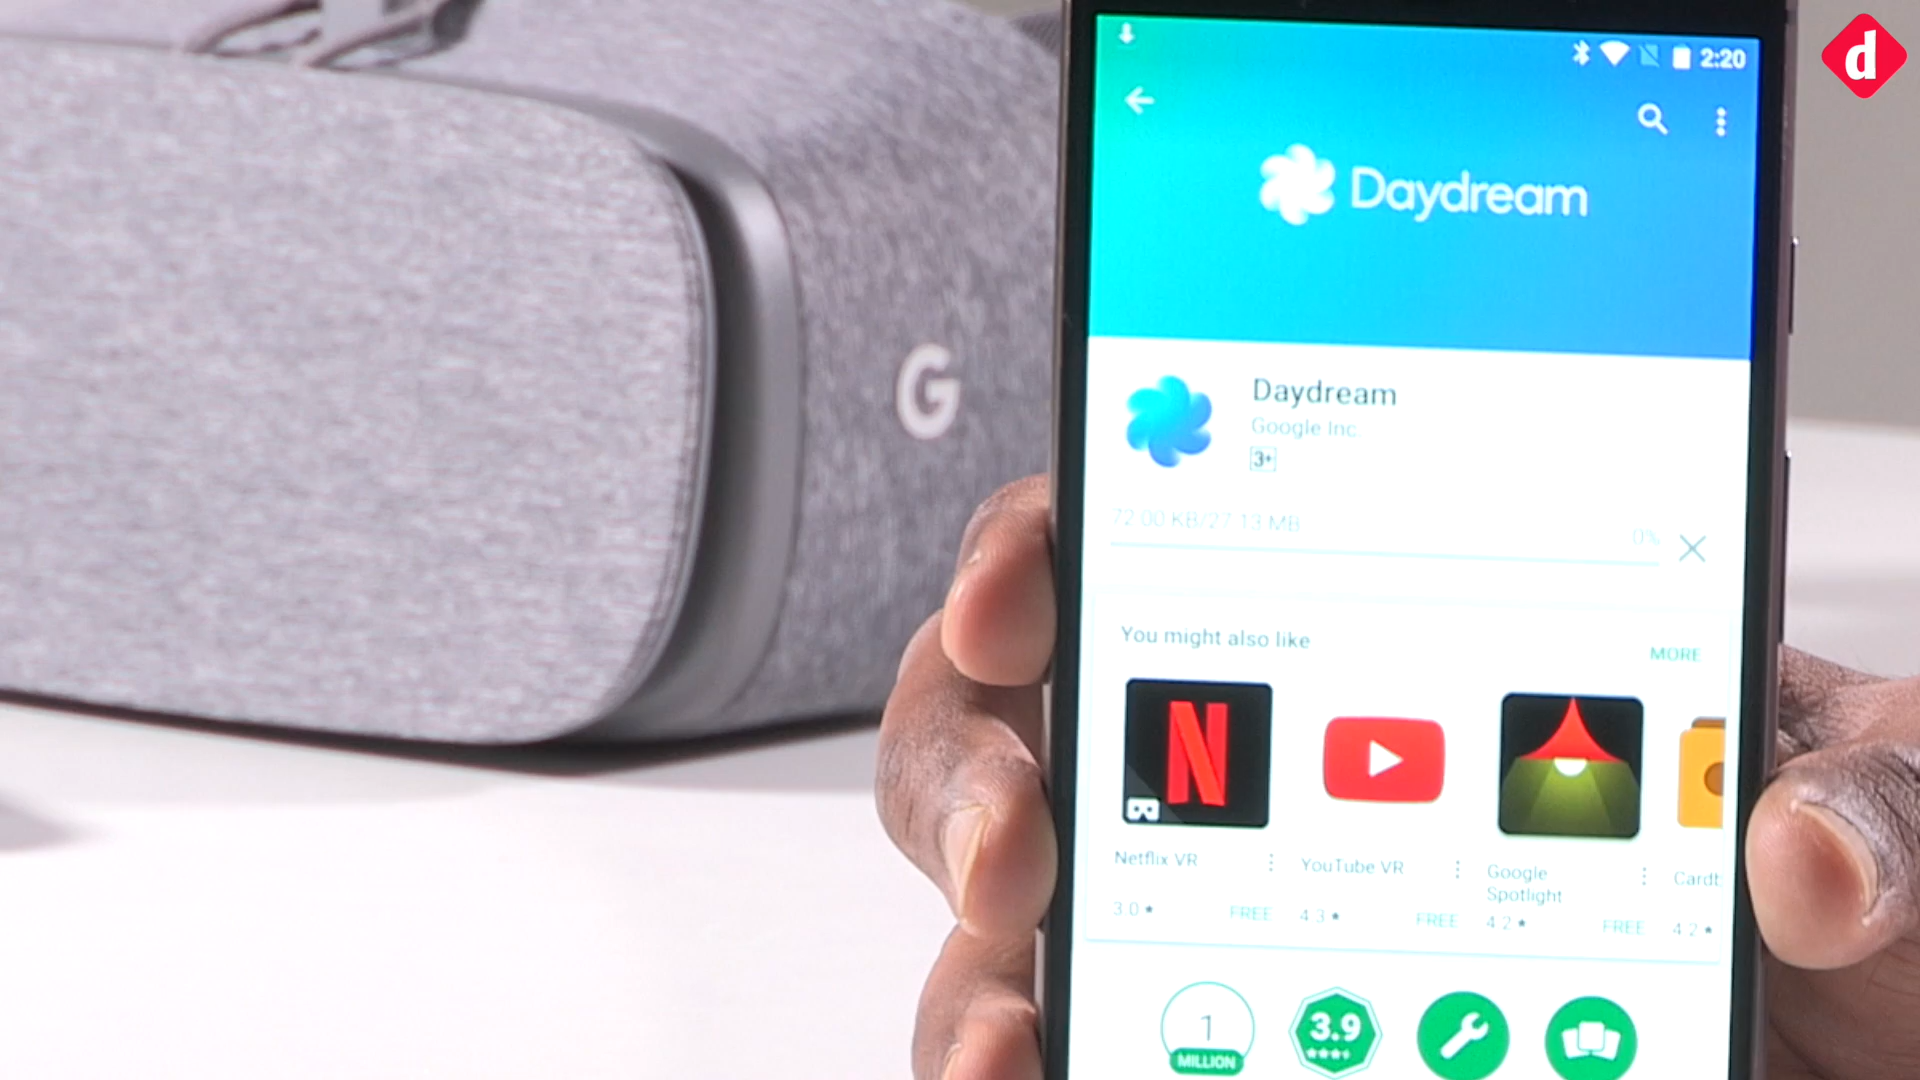 d
2:20
Daydream
G
Daydream
Google Inc.
3+
72.00 KB/27.13 MB
0%
You might also like
MORE
N
Netflix VR
YouTube VR
Google
Spotlight
Cardb
3.0 ★ FREE
4.3 ★ FREE
4.2 ★ FREE
4.2 ★
1
MILLION
3.9